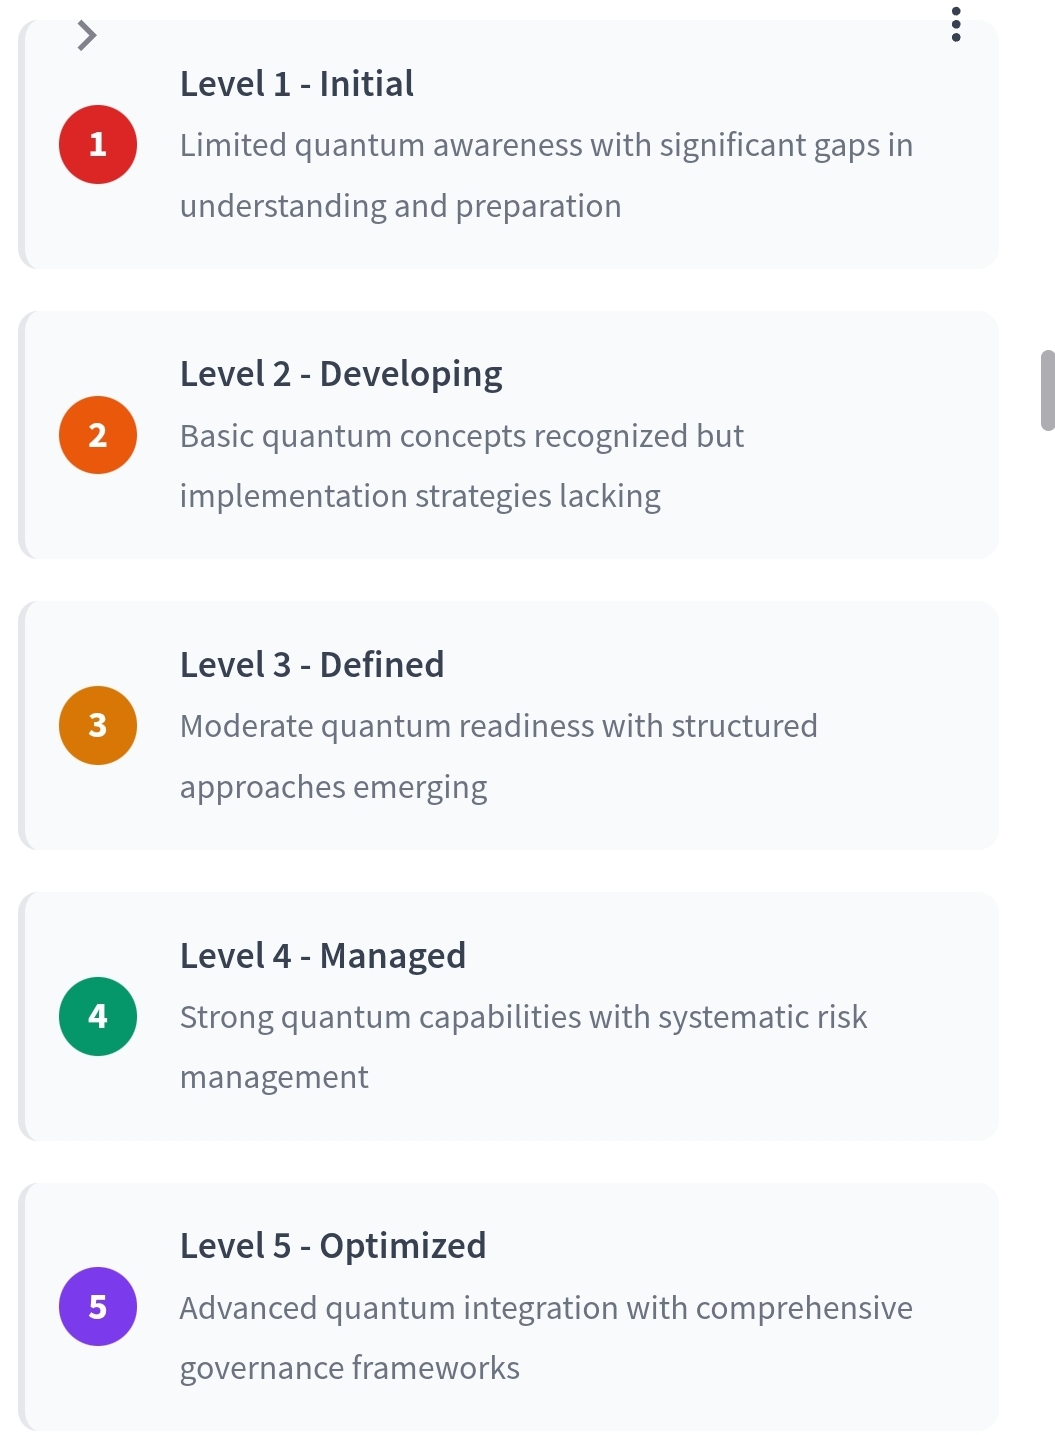 Level 1 - Initial
1
Limited quantum awareness with significant gaps in
understanding and preparation
Level 2 - Developing
2
Basic quantum concepts recognized but
implementation strategies lacking
Level 3 - Defined
3
Moderate quantum readiness with structured
approaches emerging
Level 4 - Managed
4
Strong quantum capabilities with systematic risk
management
Level 5 - Optimized
5
Advanced quantum integration with comprehensive
governance frameworks